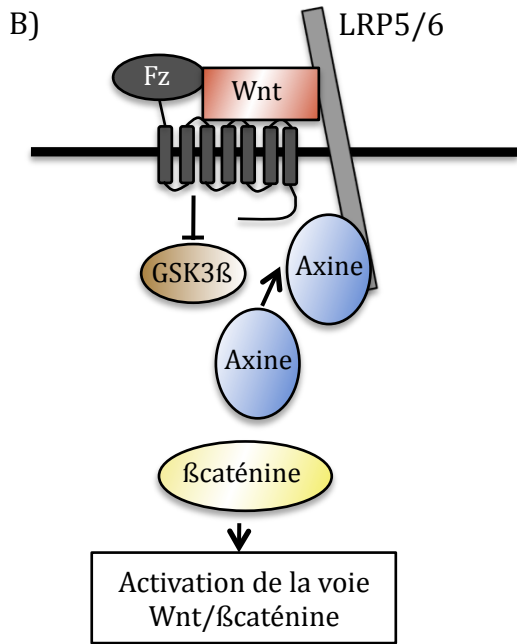 B)
LRP5/6
Fz
Wnt
GSK3ß
Axine
Axine
ßcaténine
Activation de la voie
Wnt/ßcaténine